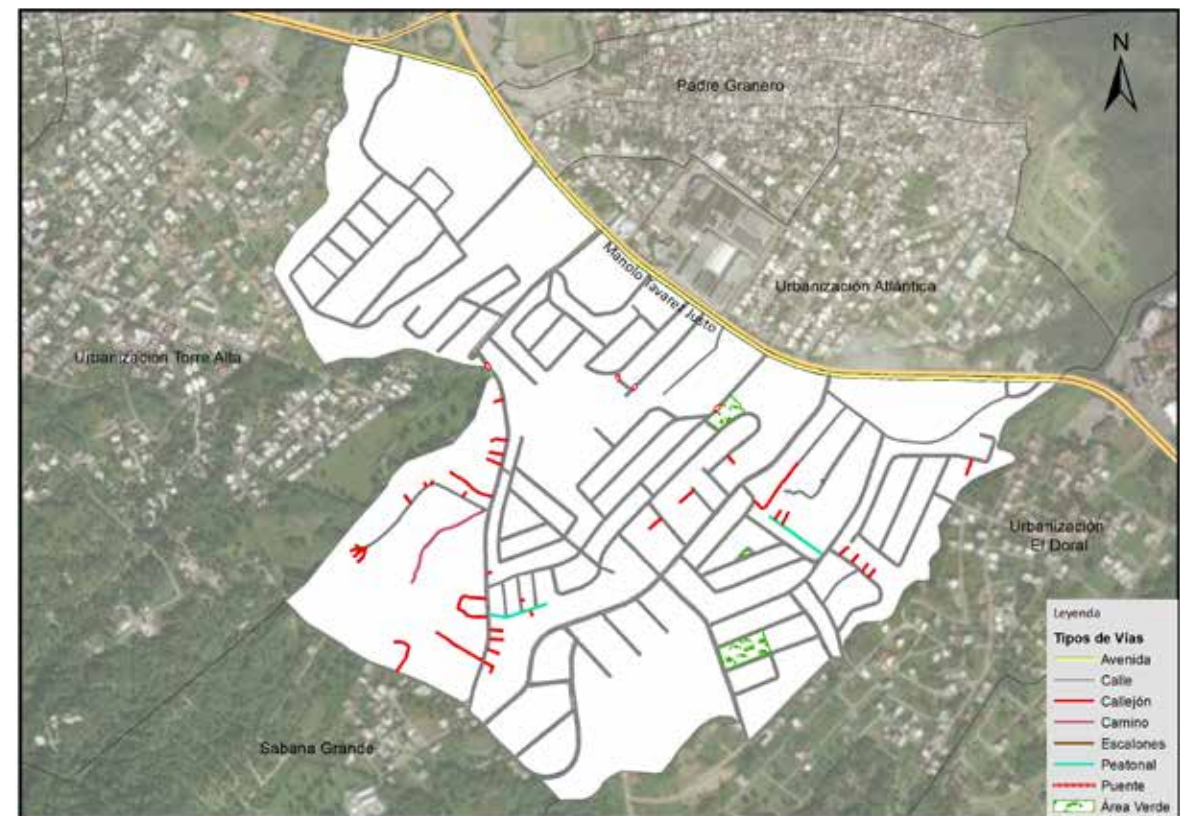 N
Padre Granero
Manolo Tavarez Justo
Urbanización Atlántica
Urbanización Torre Alta
Urbanización
El Doral
Sabana Grande
Leyenda
Tipos de Vías
Avenida
Calle
Callejón
Camino
Escalones
Peatonal
Puente
Área Verde